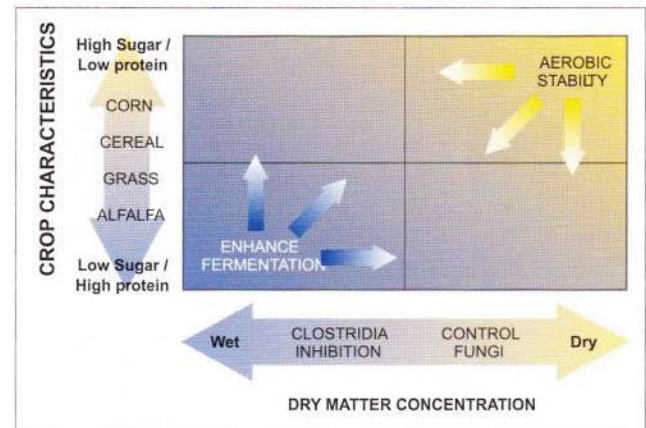 CROP CHARACTERISTICS
High Sugar /
Low protein
CORN
CEREAL
GRASS
ALFALFA
Low Sugar /
High protein
AEROBIC
STABILTY
ENHANCE
FERMENTATION
Wet
CLOSTRIDIA
INHIBITION
CONTROL
FUNGI
Dry
DRY MATTER CONCENTRATION